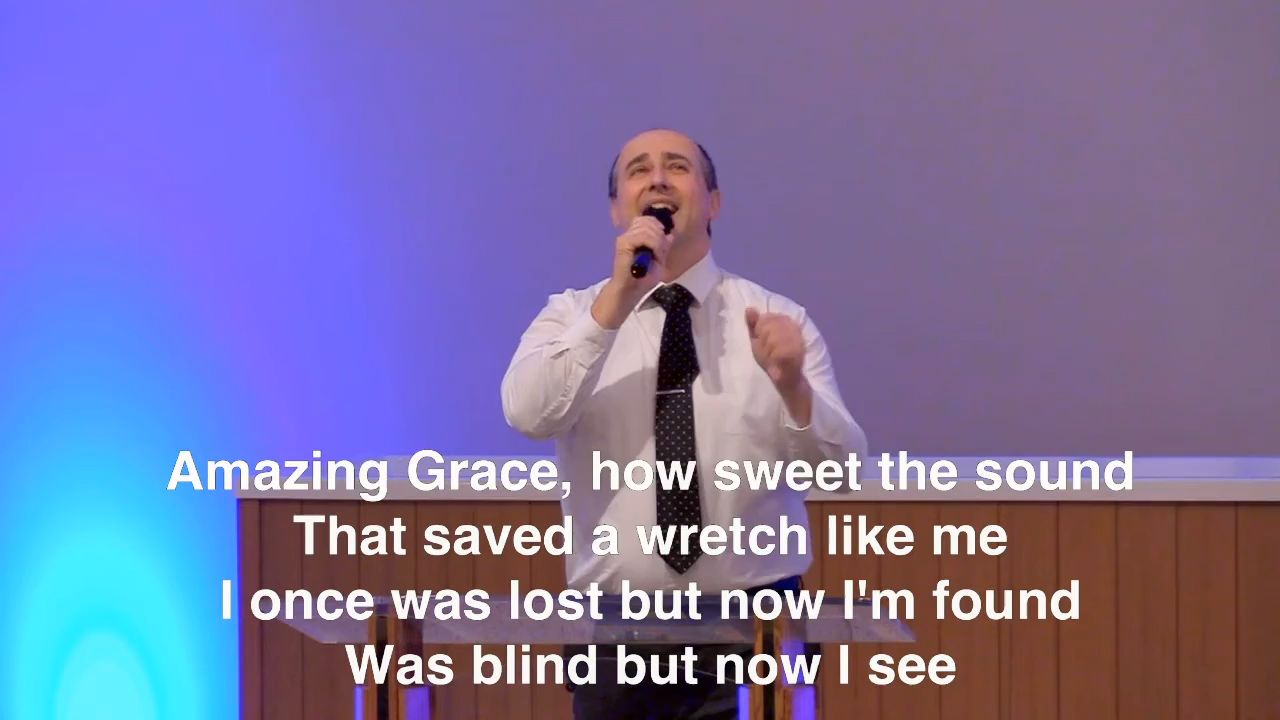 Amazing Grace, how sweet the sound
That saved a wretch like me
I once was lost but now I'm found
Was blind but now I see